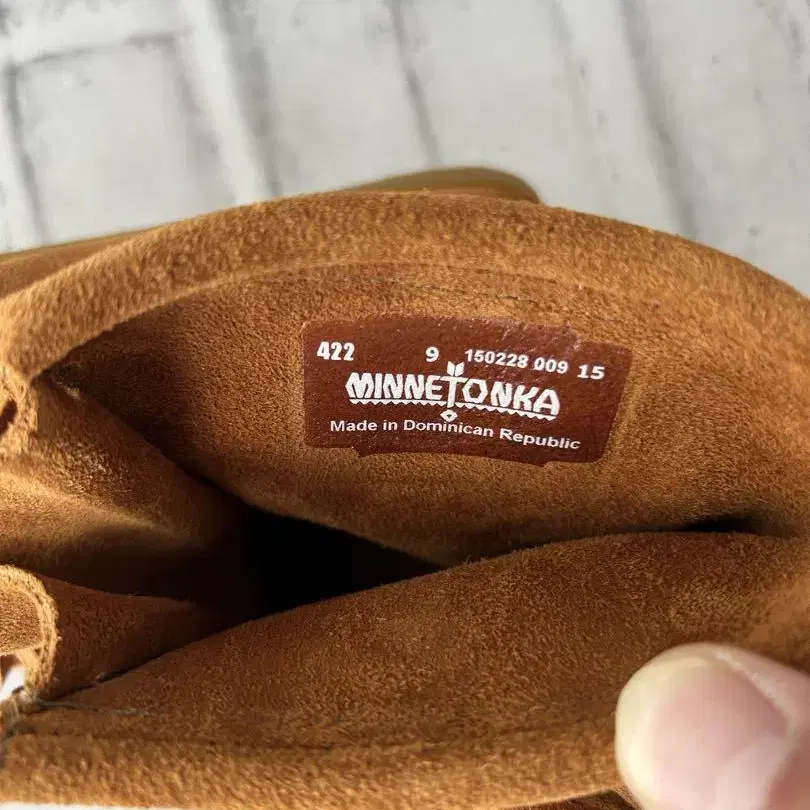 422 9 150228 009 15
MINNETONKA
Made in Dominican Republic